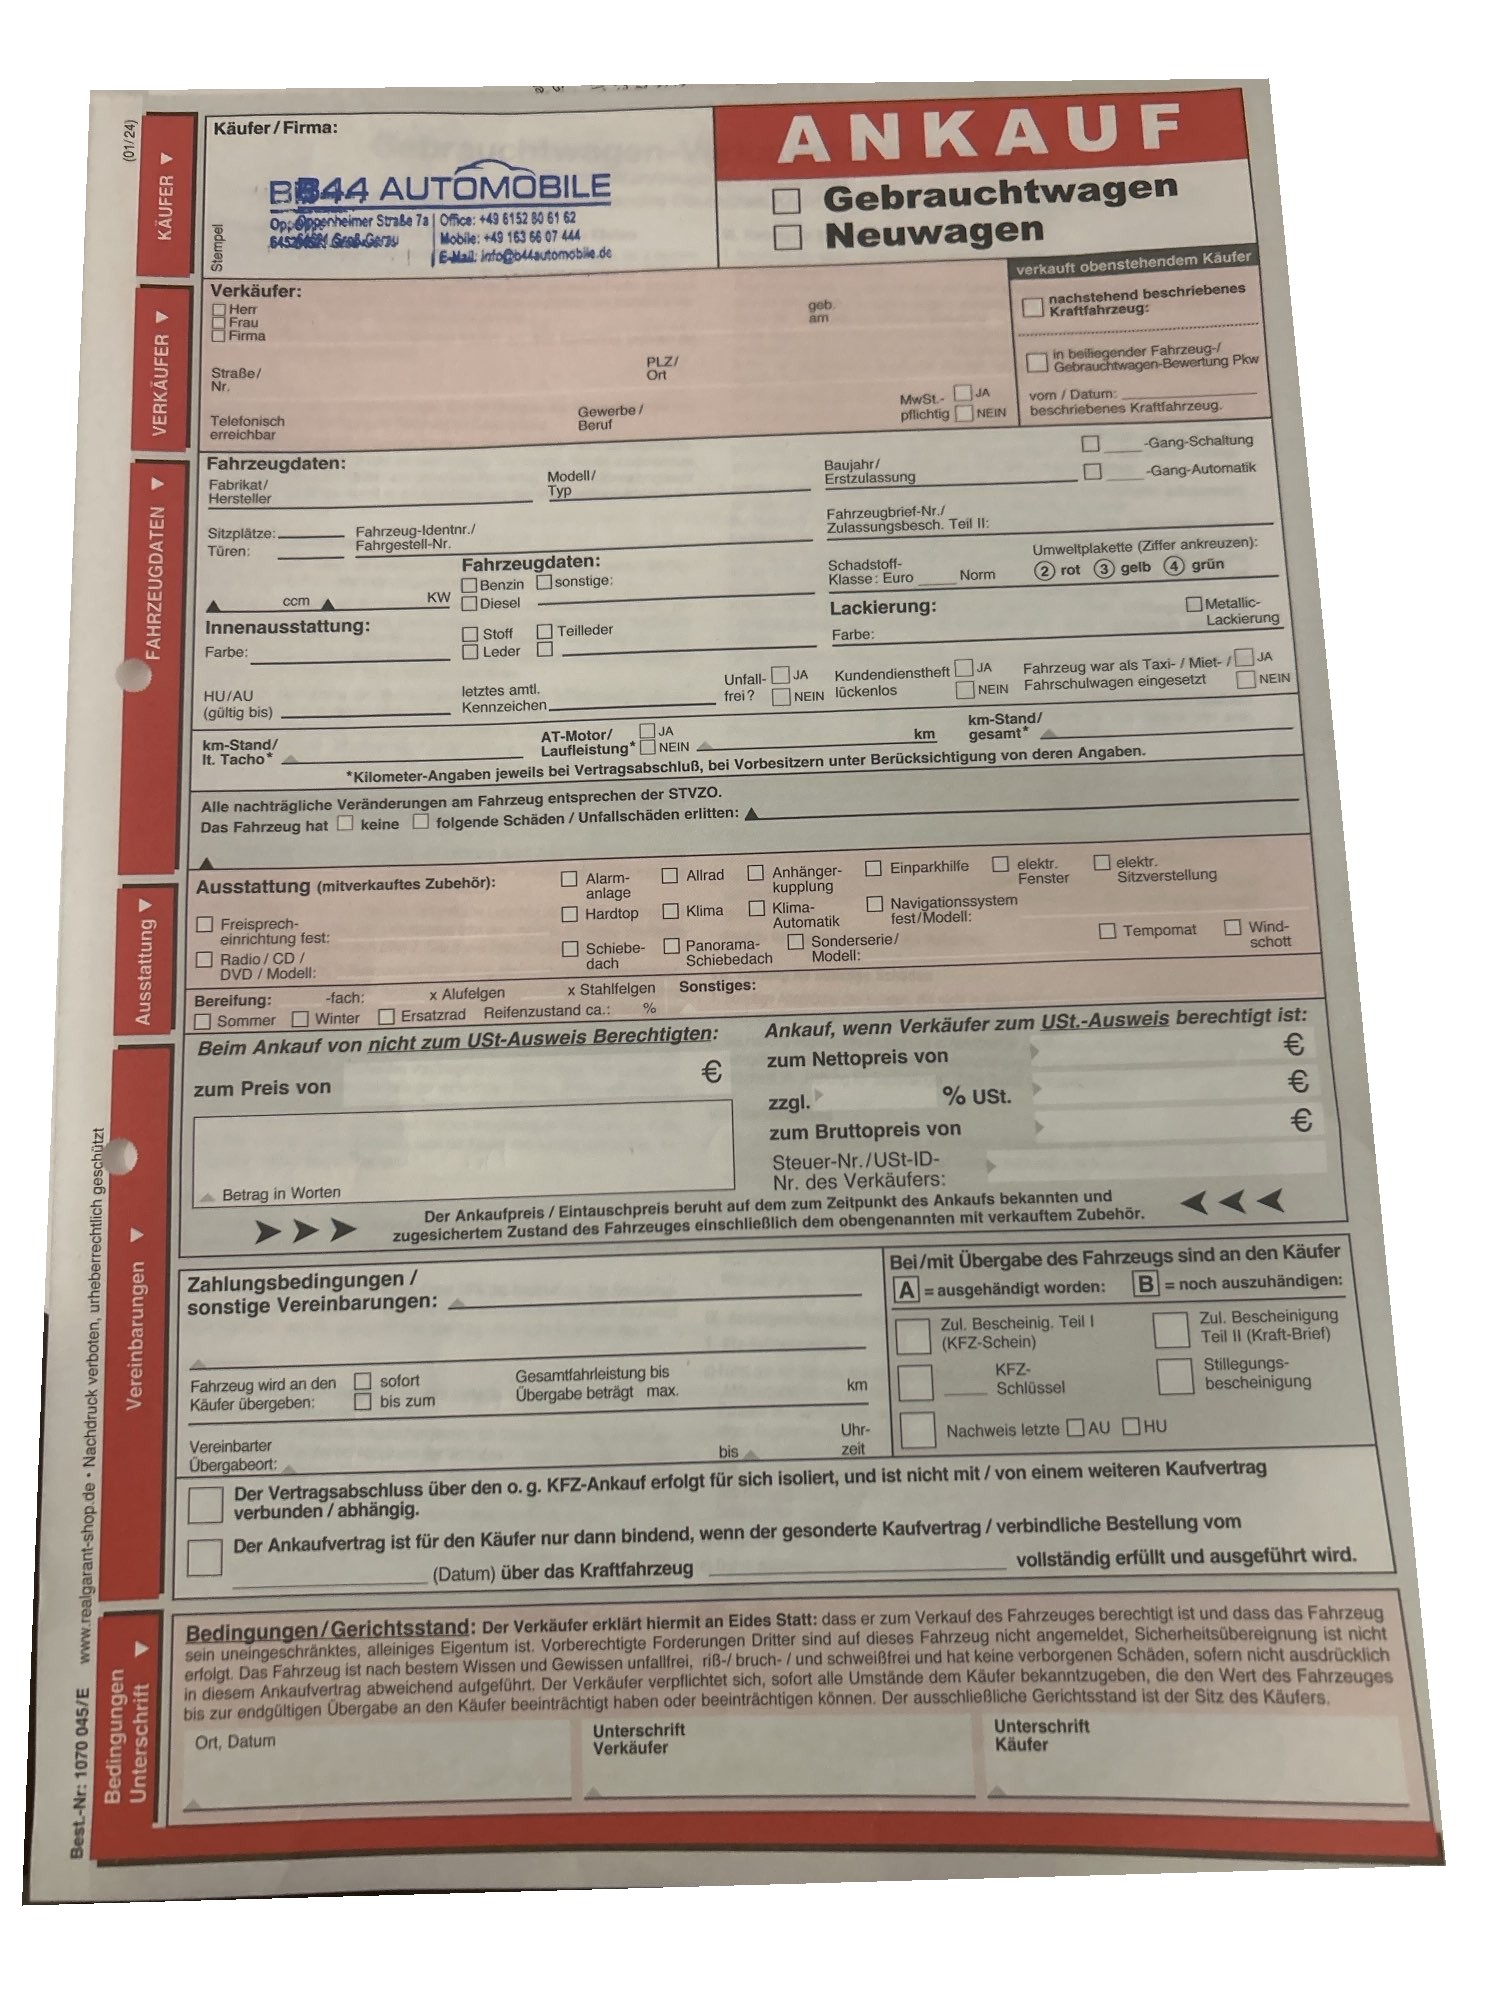 (01/24)
KÄUFER
Käufer / Firma:
Stempel
B44 AUTOMOBILE
Oppenheimer Straße 7a | Office: +49 6152 80 61 62
Groß-Gerau | Mobile: +49 163 66 07 444
E-Mail: info@b44automobile.de
ANKAUF
Gebrauchtwagen
Neuwagen
VERKÄUFER
Verkäufer:
Herr
Frau
Firma
geb. am
Straße/ Nr.
PLZ/ Ort
Telefonisch erreichbar
Gewerbe / Beruf
MwSt.- pflichtig JA NEIN
verkauft obenstehendem Käufer
nachstehend beschriebenes
Kraftfahrzeug:
in beiliegender Fahrzeug-/
Gebrauchtwagen-Bewertung Pkw
vom / Datum:
beschriebenes Kraftfahrzeug.
FAHRZEUGDATEN
Fahrzeugdaten:
Fabrikat/ Hersteller
Modell/ Typ
Baujahr/ Erstzulassung
-Gang-Schaltung
-Gang-Automatik
Sitzplätze:
Türen:
Fahrzeug-Identnr./
Fahrgestell-Nr.
Fahrzeugbrief-Nr./
Zulassungsbesch. Teil II:
ccm KW
Fahrzeugdaten:
Benzin sonstige:
Diesel
Schadstoff-
Klasse: Euro Norm
Umweltplakette (Ziffer ankreuzen):
2 rot 3 gelb 4 grün
Innenausstattung:
Farbe:
Stoff Teilleder
Leder
Lackierung:
Farbe:
Metallic-
Lackierung
HU/AU
(gültig bis)
letztes amtl.
Kennzeichen
Unfall-
frei? JA NEIN
Kundendienstheft
lückenlos JA NEIN
Fahrzeug war als Taxi- / Miet- /
Fahrschulwagen eingesetzt JA NEIN
km-Stand/
lt. Tacho*
AT-Motor/
Laufleistung* JA NEIN km
km-Stand/
gesamt*
*Kilometer-Angaben jeweils bei Vertragsabschluß, bei Vorbesitzern unter Berücksichtigung von deren Angaben.
Alle nachträgliche Veränderungen am Fahrzeug entsprechen der STVZO.
Das Fahrzeug hat keine folgende Schäden / Unfallschäden erlitten:
Ausstattung
Ausstattung (mitverkauftes Zubehör):
Alarm-
anlage
Allrad
Anhänger-
kupplung
Einparkhilfe
elektr.
Fenster
elektr.
Sitzverstellung
Freisprech-
einrichtung fest:
Hardtop
Klima
Klima-
Automatik
Navigationssystem
fest/Modell:
Radio / CD /
DVD / Modell:
Schiebe-
dach
Panorama-
Schiebedach
Sonderserie/
Modell:
Tempomat
Wind-
schott
Bereifung: -fach: x Alufelgen x Stahlfelgen Sonstiges:
Sommer Winter Ersatzrad Reifenzustand ca.: %
Vereinbarungen
Beim Ankauf von nicht zum USt-Ausweis Berechtigten:
zum Preis von €
Betrag in Worten
Ankauf, wenn Verkäufer zum USt.-Ausweis berechtigt ist:
zum Nettopreis von €
zzgl. % USt. €
zum Bruttopreis von €
Steuer-Nr./USt-ID-
Nr. des Verkäufers:
Der Ankaufpreis / Eintauschpreis beruht auf dem zum Zeitpunkt des Ankaufs bekannten und
zugesichertem Zustand des Fahrzeuges einschließlich dem obengenannten mit verkauftem Zubehör.
Zahlungsbedingungen /
sonstige Vereinbarungen:
Fahrzeug wird an den
Käufer übergeben:
sofort
bis zum
Gesamtfahrleistung bis
Übergabe beträgt max. km
Vereinbarter
Übergabeort:
bis
Uhr-
zeit
Bei/mit Übergabe des Fahrzeugs sind an den Käufer
A = ausgehändigt worden: B = noch auszuhändigen:
Zul. Bescheinig. Teil I
(KFZ-Schein)
Zul. Bescheinigung
Teil II (Kraft-Brief)
KFZ-
Schlüssel
Stillegungs-
bescheinigung
Nachweis letzte AU HU
Der Vertragsabschluss über den o. g. KFZ-Ankauf erfolgt für sich isoliert, und ist nicht mit / von einem weiteren Kaufvertrag
verbunden / abhängig.
Der Ankaufvertrag ist für den Käufer nur dann bindend, wenn der gesonderte Kaufvertrag / verbindliche Bestellung vom
(Datum) über das Kraftfahrzeug vollständig erfüllt und ausgeführt wird.
Bedingungen
Unterschrift
Bedingungen/Gerichtsstand: Der Verkäufer erklärt hiermit an Eides Statt: dass er zum Verkauf des Fahrzeuges berechtigt ist und dass das Fahrzeug
sein uneingeschränktes, alleiniges Eigentum ist. Vorberechtigte Forderungen Dritter sind auf dieses Fahrzeug nicht angemeldet, Sicherheitsübereignung ist nicht
erfolgt. Das Fahrzeug ist nach bestem Wissen und Gewissen unfallfrei, riß-/ bruch- / und schweißfrei und hat keine verborgenen Schäden, sofern nicht ausdrücklich
in diesem Ankaufvertrag abweichend aufgeführt. Der Verkäufer verpflichtet sich, sofort alle Umstände dem Käufer bekanntzugeben, die den Wert des Fahrzeuges
bis zur endgültigen Übergabe an den Käufer beeinträchtigt haben oder beeinträchtigen können. Der ausschließliche Gerichtsstand ist der Sitz des Käufers.
Ort, Datum
Unterschrift
Verkäufer
Unterschrift
Käufer
Best.-Nr: 1070 045/E www.realgarant-shop.de • Nachdruck verboten, urheberrechtlich geschützt